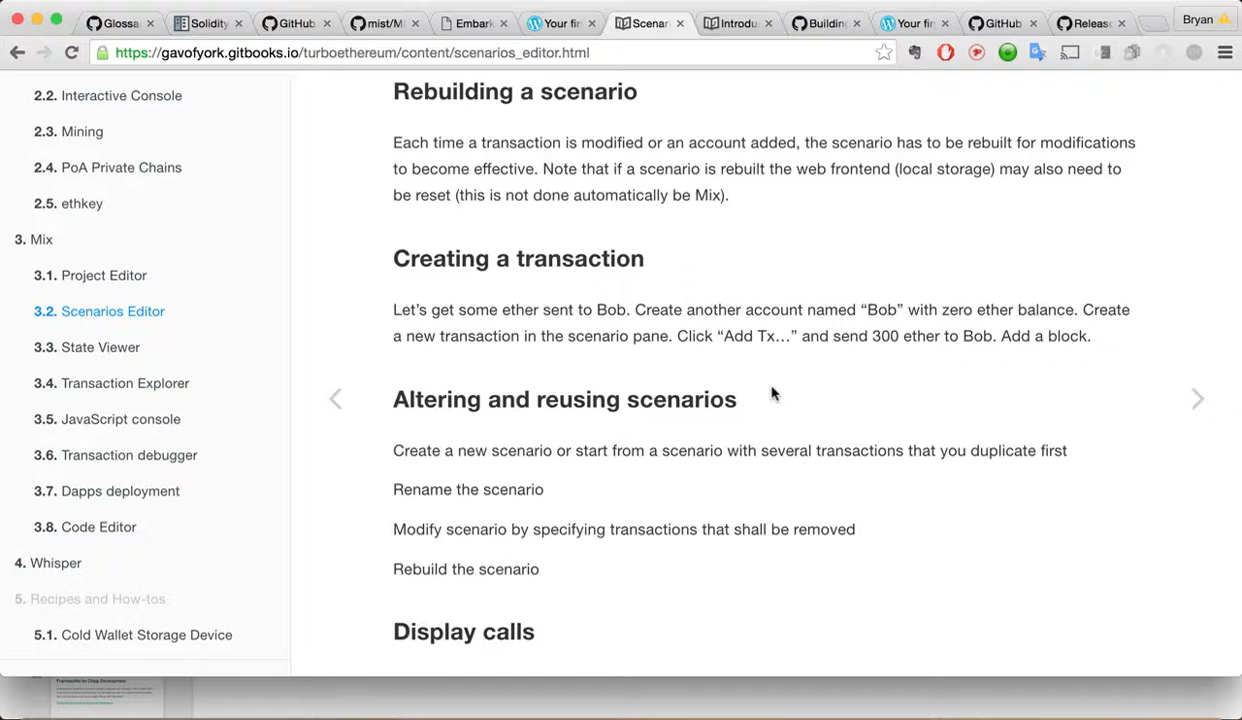 Glossa
Solidity
GitHub
mist/MI
Embark
Your fir
Scenar
Introdu
Building
Your fir
GitHub
Release
Bryan
https://gavofyork.gitbooks.io/turboethereum/content/scenarios_editor.html
2.2. Interactive Console
2.3. Mining
2.4. PoA Private Chains
2.5. ethkey
3. Mix
3.1. Project Editor
3.2. Scenarios Editor
3.3. State Viewer
3.4. Transaction Explorer
3.5. JavaScript console
3.6. Transaction debugger
3.7. Dapps deployment
3.8. Code Editor
4. Whisper
5. Recipes and How-tos
5.1. Cold Wallet Storage Device
Rebuilding a scenario
Each time a transaction is modified or an account added, the scenario has to be rebuilt for modifications
to become effective. Note that if a scenario is rebuilt the web frontend (local storage) may also need to
be reset (this is not done automatically be Mix).
Creating a transaction
Let's get some ether sent to Bob. Create another account named “Bob” with zero ether balance. Create
a new transaction in the scenario pane. Click “Add Tx…” and send 300 ether to Bob. Add a block.
Altering and reusing scenarios
Create a new scenario or start from a scenario with several transactions that you duplicate first
Rename the scenario
Modify scenario by specifying transactions that shall be removed
Rebuild the scenario
Display calls